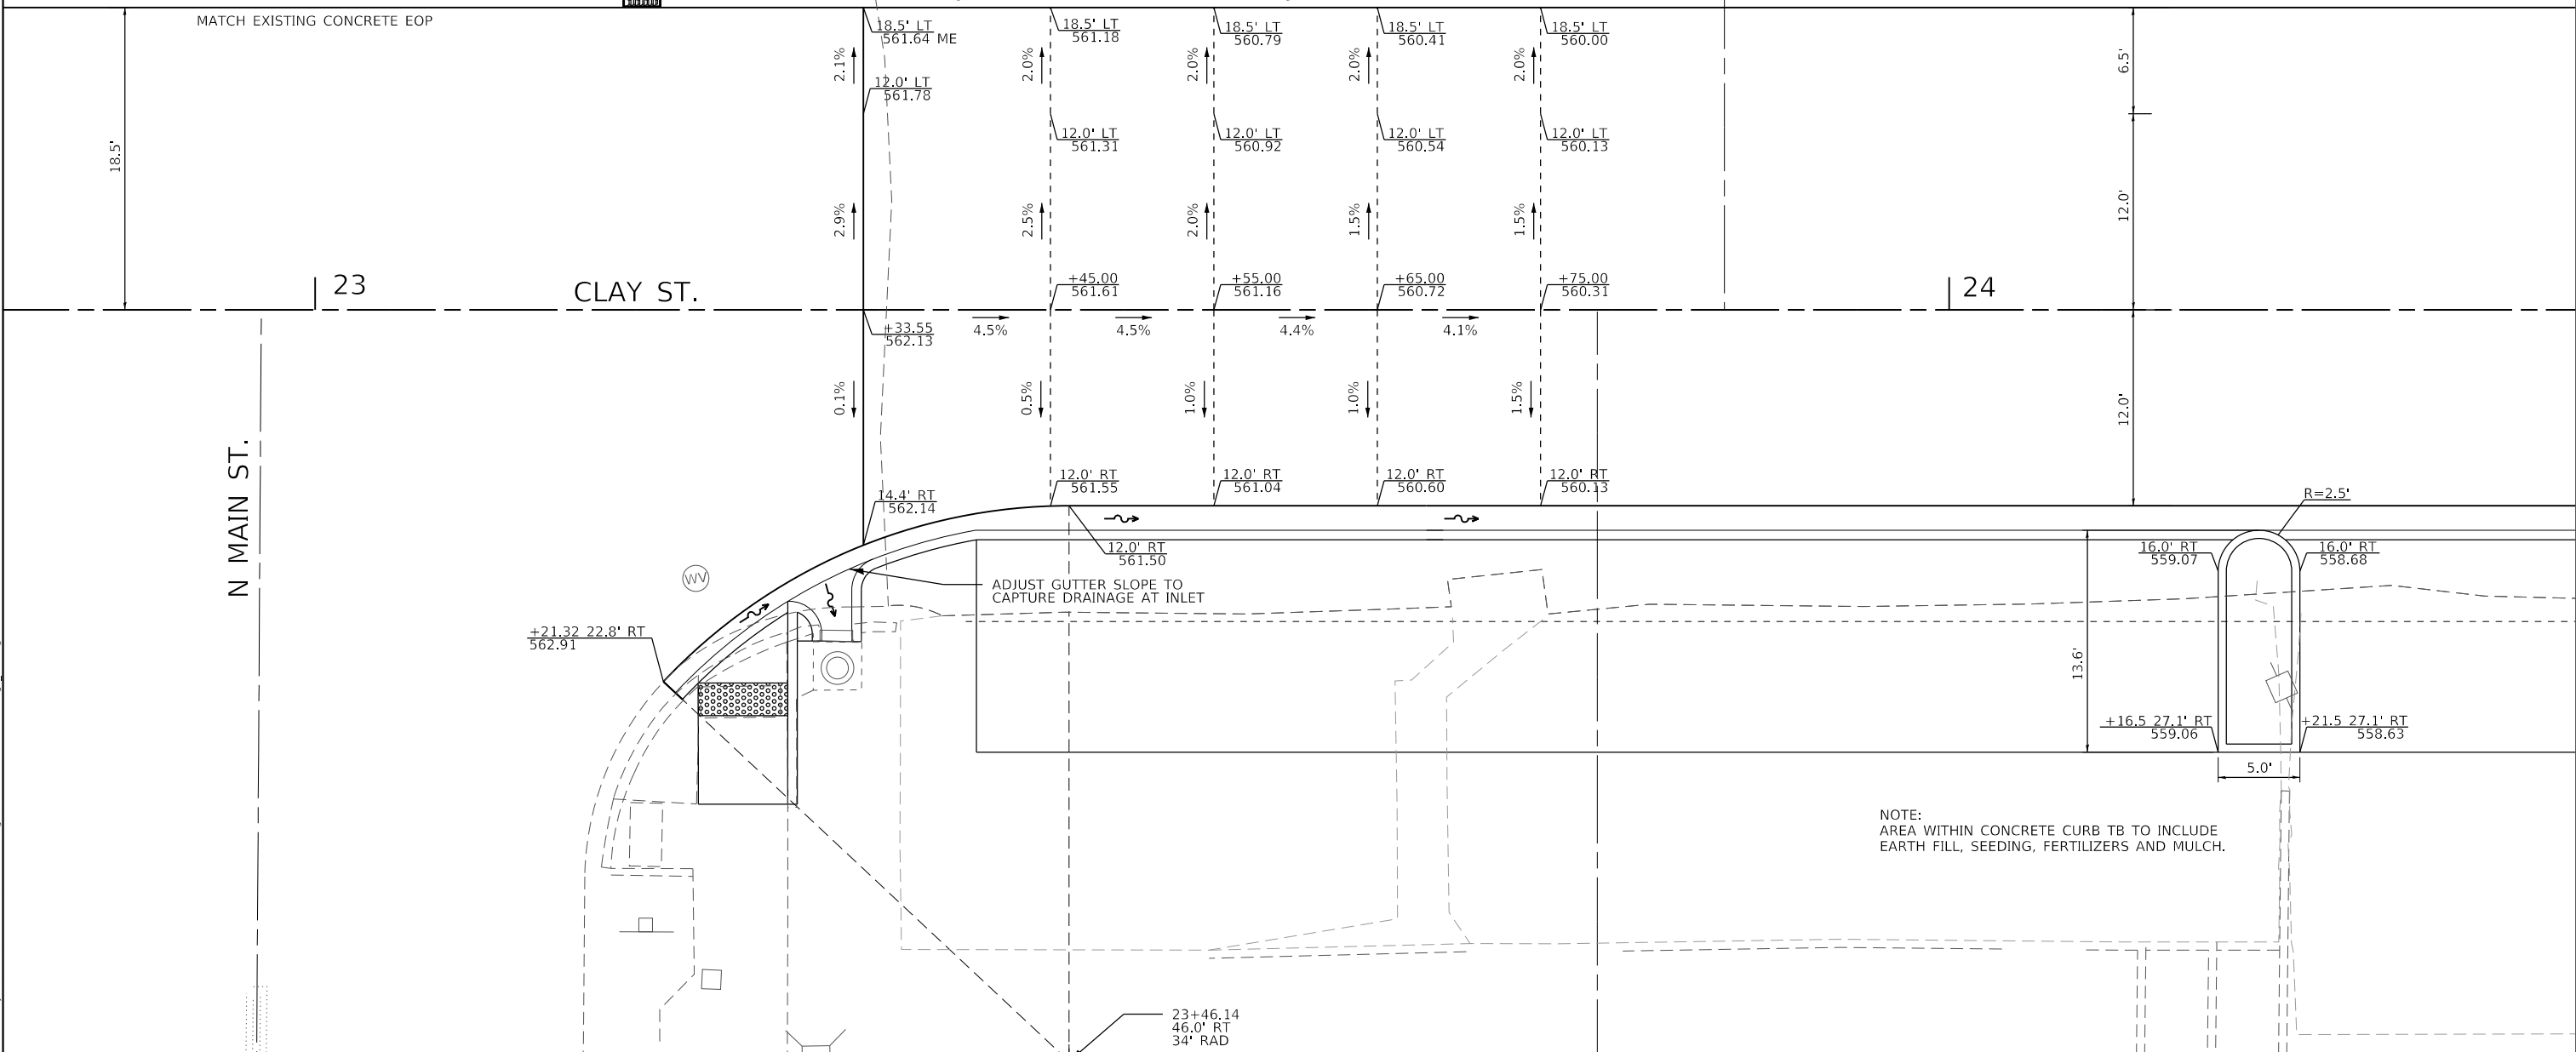 MATCH EXISTING CONCRETE EOP
18.5' LT
561.64 ME
18.5' LT
561.18
18.5' LT
560.79
18.5' LT
560.41
18.5' LT
560.00
2.1%
2.0%
2.0%
2.0%
2.0%
6.5'
12.0' LT
561.78
12.0' LT
561.31
12.0' LT
560.92
12.0' LT
560.54
12.0' LT
560.13
18.5'
2.9%
2.5%
2.0%
1.5%
1.5%
12.0'
23
CLAY ST.
+45.00
561.61
+55.00
561.16
+65.00
560.72
+75.00
560.31
24
+33.55
562.13
4.5%
4.5%
4.4%
4.1%
0.1%
0.5%
1.0%
1.0%
1.5%
12.0'
N MAIN ST.
14.4' RT
562.14
12.0' RT
561.55
12.0' RT
561.04
12.0' RT
560.60
12.0' RT
560.13
R=2.5'
12.0' RT
561.50
16.0' RT
559.07
16.0' RT
558.68
WV
ADJUST GUTTER SLOPE TO
CAPTURE DRAINAGE AT INLET
+21.32 22.8' RT
562.91
13.6'
+16.5 27.1' RT
559.06
+21.5 27.1' RT
558.63
5.0'
NOTE:
AREA WITHIN CONCRETE CURB TB TO INCLUDE
EARTH FILL, SEEDING, FERTILIZERS AND MULCH.
23+46.14
46.0' RT
34' RAD